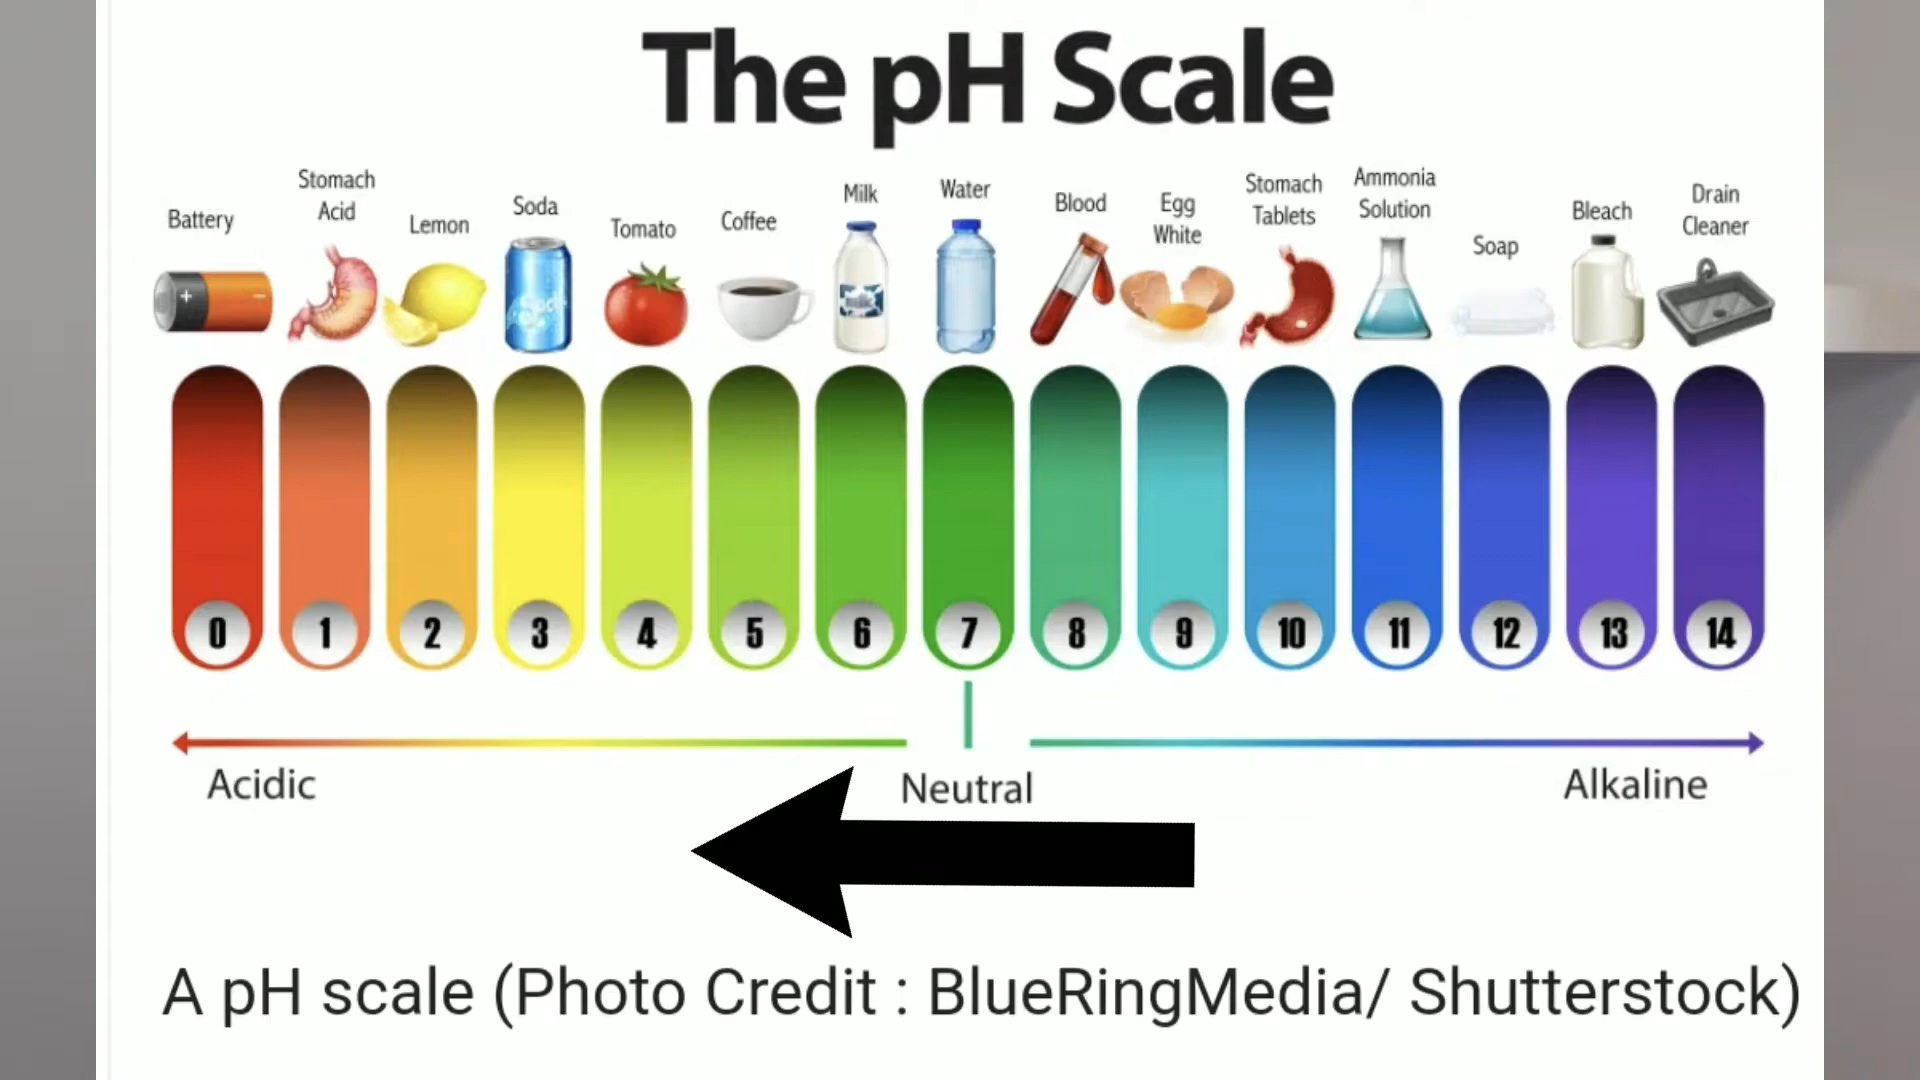 The pH Scale
Battery
Stomach
Acid
Lemon
Soda
Tomato
Coffee
Milk
Water
Blood
Egg
White
Stomach
Tablets
Ammonia
Solution
Soap
Bleach
Drain
Cleaner
+
-
Soda
milk
0 1 2 3 4 5 6 7 8 9 10 11 12 13 14
Acidic
Neutral
Alkaline
A pH scale (Photo Credit : BlueRingMedia/ Shutterstock)